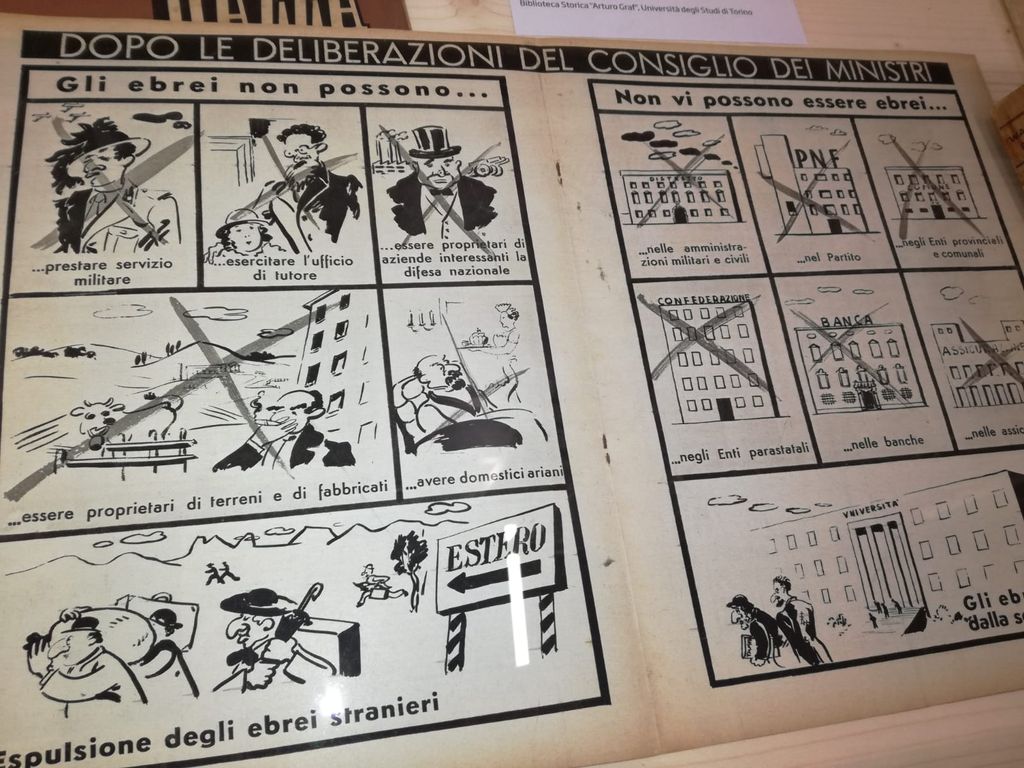 Biblioteca Storica "Arturo Graf", Università degli Studi di Torino
DOPO LE DELIBERAZIONI DEL CONSIGLIO DEI MINISTRI
Gli ebrei non possono...
...prestare servizio
militare
...esercitare l'ufficio
di tutore
...essere proprietari di
aziende interessanti la
difesa nazionale
...essere proprietari di terreni e di fabbricati
...avere domestici ariani
ESTERO
Espulsione degli ebrei stranieri
Non vi possono essere ebrei...
DISTRETTO
...nelle amministra-
zioni militari e civili
PNF
...nel Partito
COMUNE
...negli Enti provinciali
e comunali
CONFEDERAZIONE
...negli Enti parastatali
BANCA
...nelle banche
...nelle
UNIVERSITÀ
Gli
dalla